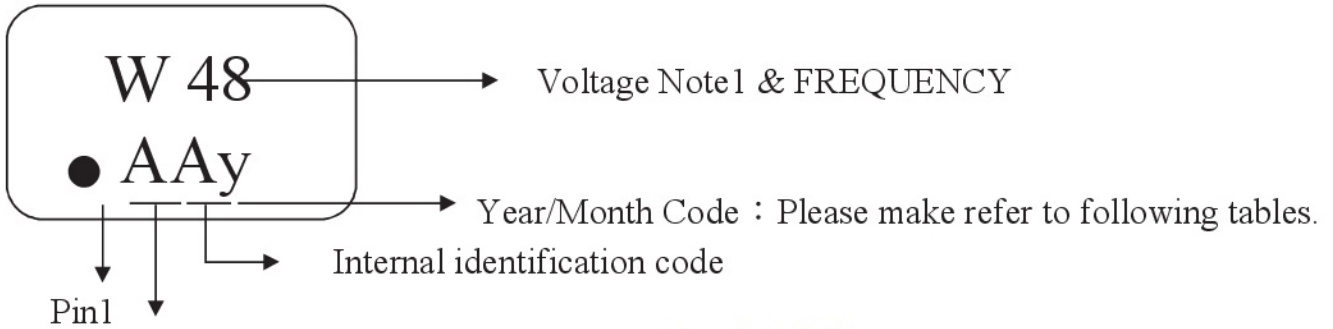 W 48
Voltage Note1 & FREQUENCY
AAy
Year/Month Code：Please make refer to following tables.
Internal identification code
Pin1